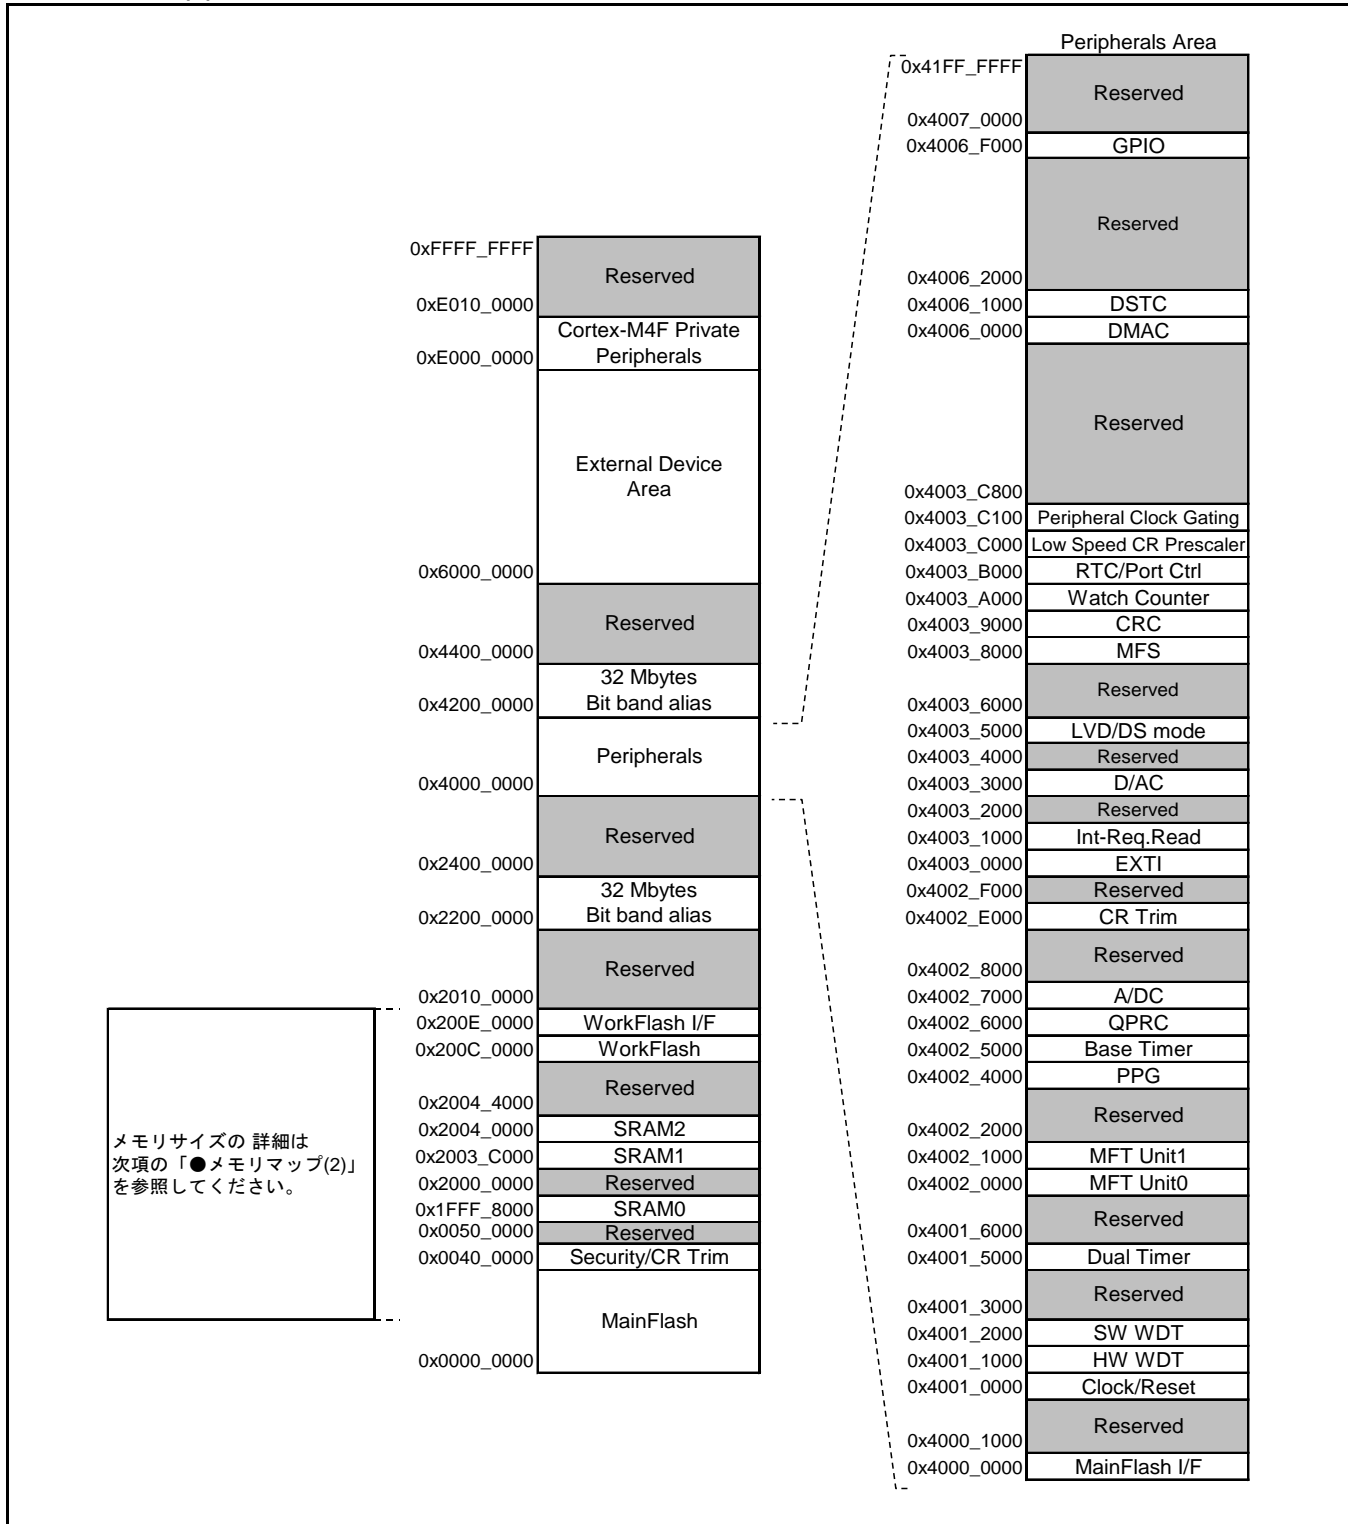 0xFFFF_FFFF
Reserved
0xE010_0000
Cortex-M4F Private
Peripherals
0xE000_0000
External Device
Area
0x6000_0000
Reserved
0x4400_0000
32 Mbytes
Bit band alias
0x4200_0000
Peripherals
0x4000_0000
Reserved
0x2400_0000
32 Mbytes
Bit band alias
0x2200_0000
Reserved
0x2010_0000
0x200E_0000 WorkFlash I/F
0x200C_0000 WorkFlash
Reserved
0x2004_4000
0x2004_0000 SRAM2
0x2003_C000 SRAM1
0x2000_0000 Reserved
0x1FFF_8000 SRAM0
0x0050_0000 Reserved
0x0040_0000 Security/CR Trim
MainFlash
0x0000_0000
メモリサイズの 詳細は
次項の「●メモリマップ(2)」
を参照してください。
Peripherals Area
0x41FF_FFFF
Reserved
0x4007_0000
0x4006_F000 GPIO
Reserved
0x4006_2000
0x4006_1000 DSTC
0x4006_0000 DMAC
Reserved
0x4003_C800
0x4003_C100 Peripheral Clock Gating
0x4003_C000 Low Speed CR Prescaler
0x4003_B000 RTC/Port Ctrl
0x4003_A000 Watch Counter
0x4003_9000 CRC
0x4003_8000 MFS
Reserved
0x4003_6000
0x4003_5000 LVD/DS mode
0x4003_4000 Reserved
0x4003_3000 D/AC
0x4003_2000 Reserved
0x4003_1000 Int-Req.Read
0x4003_0000 EXTI
0x4002_F000 Reserved
0x4002_E000 CR Trim
Reserved
0x4002_8000
0x4002_7000 A/DC
0x4002_6000 QPRC
0x4002_5000 Base Timer
0x4002_4000 PPG
Reserved
0x4002_2000
0x4002_1000 MFT Unit1
0x4002_0000 MFT Unit0
Reserved
0x4001_6000
0x4001_5000 Dual Timer
Reserved
0x4001_3000
0x4001_2000 SW WDT
0x4001_1000 HW WDT
0x4001_0000 Clock/Reset
Reserved
0x4000_1000
0x4000_0000 MainFlash I/F